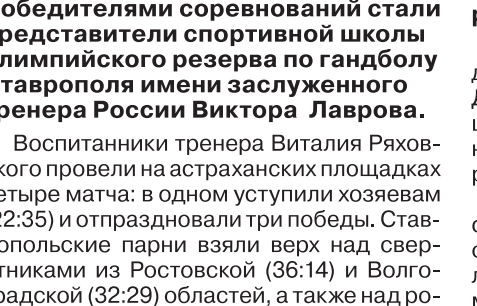 обедителями соревнований стали
редставители спортивной школы
лимпийского резерва по гандболу
таврополя имени заслуженного
ренера России Виктора Лаврова.
Воспитанники тренера Виталия Ряхов-
кого провели на астраханских площадках
етыре матча: в одном уступили хозяевам
22:35) и отпраздновали три победы. Став-
опольские парни взяли верх над свер-
тниками из Ростовской (36:14) и Волго-
радской (32:29) областей, а также над ро-